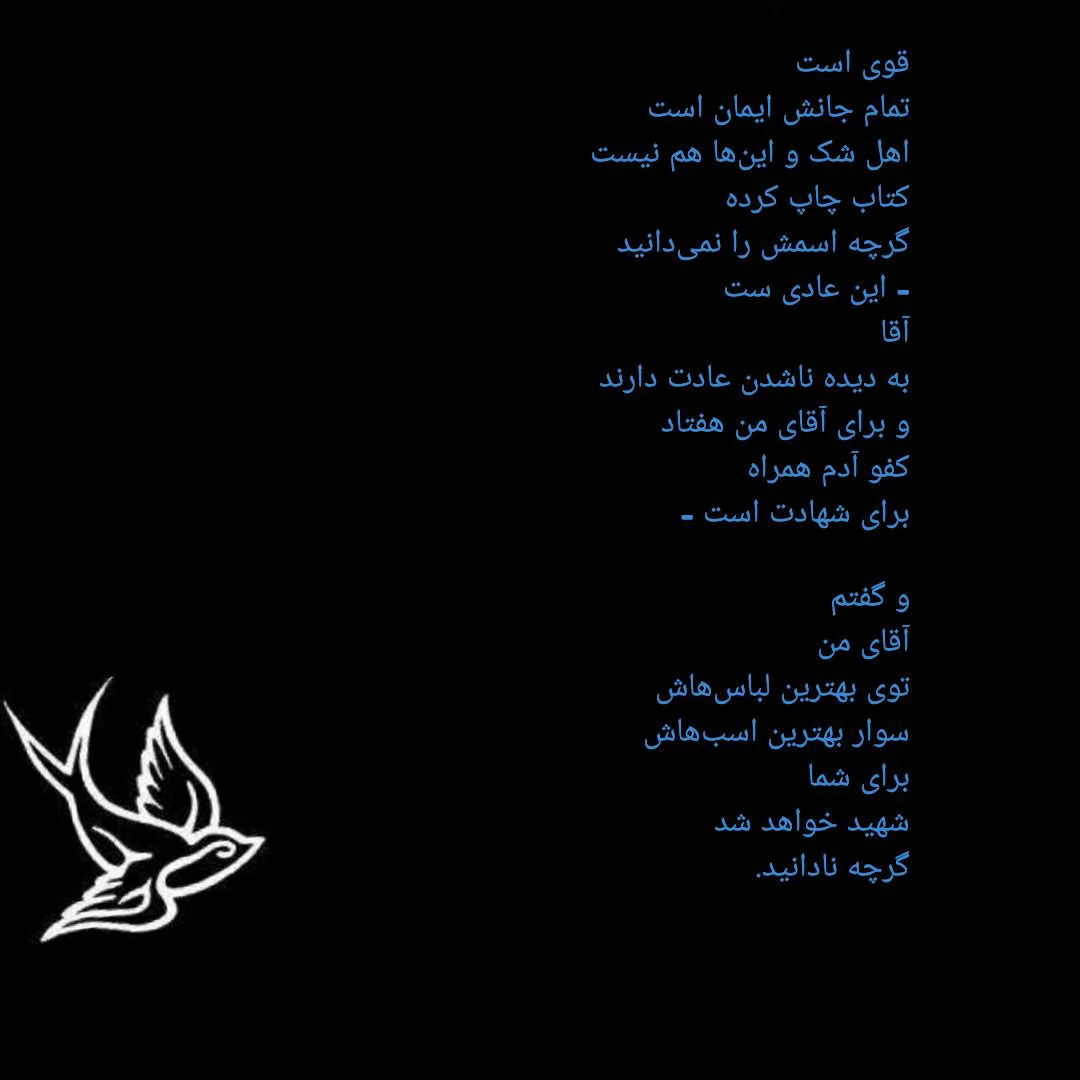 قوی است
تمام جانش ایمان است
اهل شک و این‌ها هم نیست
کتاب چاپ کرده
گرچه اسمش را نمی‌دانید
- این عادی ست
آقا
به دیده ناشدن عادت دارند
و برای آقای من هفتاد
کفو آدم همراه
برای شهادت است -
و گفتم
آقای من
توی بهترین لباس‌هاش
سوار بهترین اسب‌هاش
برای شما
شهید خواهد شد
گرچه نادانید.